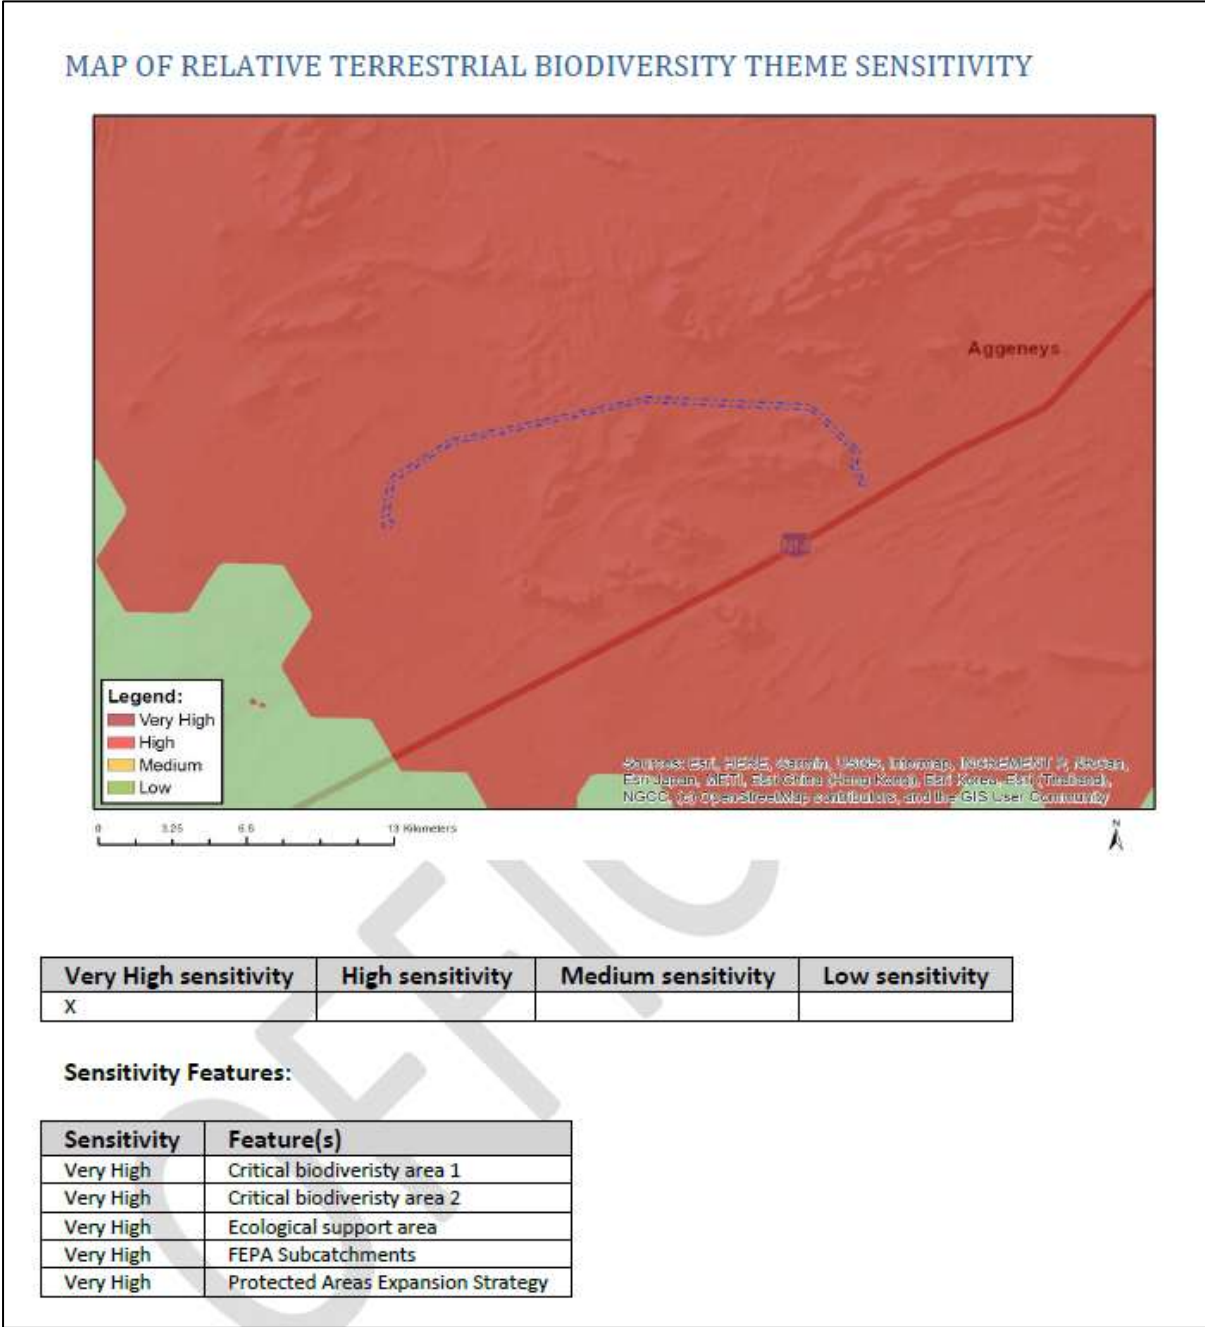 MAP OF RELATIVE TERRESTRIAL BIODIVERSITY THEME SENSITIVITY
Aggeneys
N14
Legend:
Very High
High
Medium
Low
Sources: Esri, HERE, Garmin, USGS, Intermap, INCREMENT P, NRCan,
Esri Japan, METI, Esri China (Hong Kong), Esri Korea, Esri (Thailand),
NGCC, (c) OpenStreetMap contributors, and the GIS User Community
0 3.25 6.5 13 Kilometers
N
Very High sensitivity High sensitivity Medium sensitivity Low sensitivity
X
Sensitivity Features:
Sensitivity Feature(s)
Very High Critical biodiveristy area 1
Very High Critical biodiveristy area 2
Very High Ecological support area
Very High FEPA Subcatchments
Very High Protected Areas Expansion Strategy